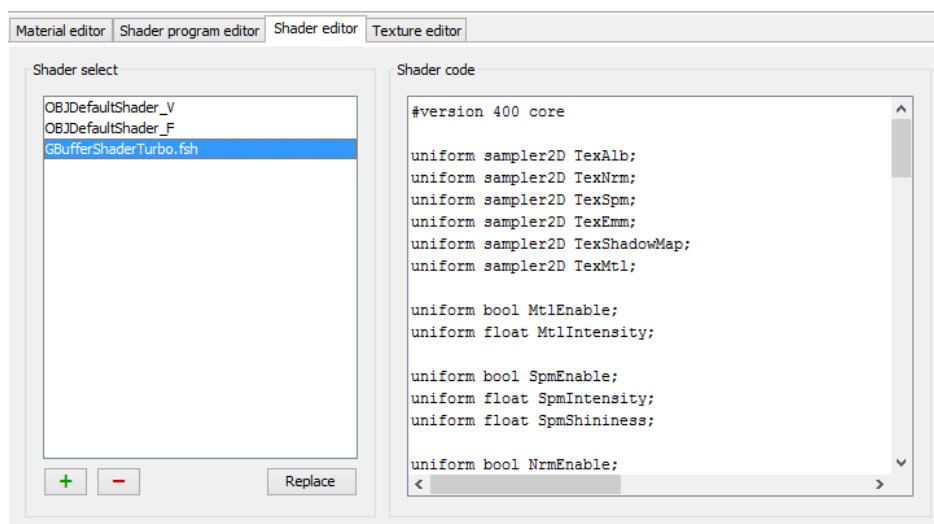 Material editor Shader program editor Shader editor Texture editor
Shader select
OBJDefaultShader_V
OBJDefaultShader_F
GBufferShaderTurbo.fsh
Replace
Shader code
#version 400 core
uniform sampler2D TexAlb;
uniform sampler2D TexNrm;
uniform sampler2D TexSpm;
uniform sampler2D TexEmm;
uniform sampler2D TexShadowMap;
uniform sampler2D TexMtl;
uniform bool MtlEnable;
uniform float MtlIntensity;
uniform bool SpmEnable;
uniform float SpmIntensity;
uniform float SpmShininess;
uniform bool NrmEnable;